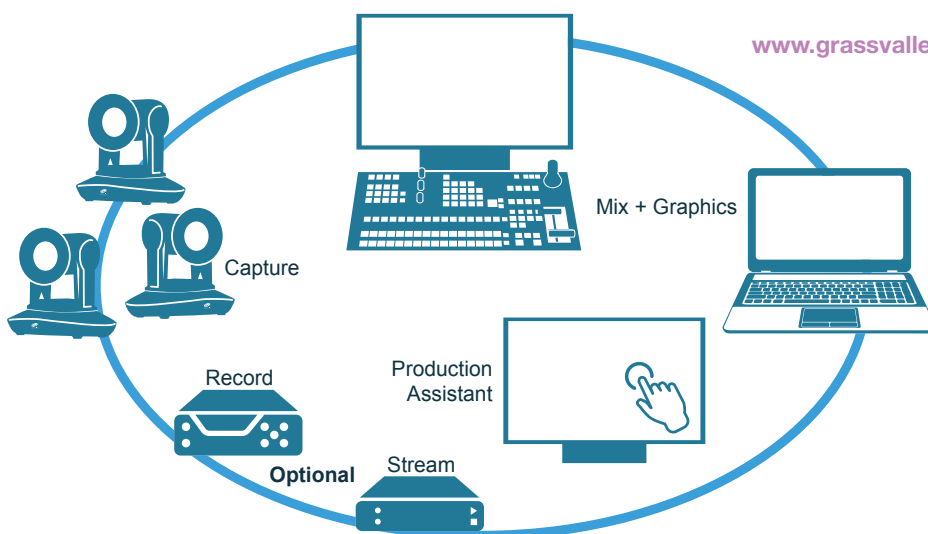 www.grassvalle
Mix + Graphics
Capture
Production
Assistant
Record
Optional
Stream